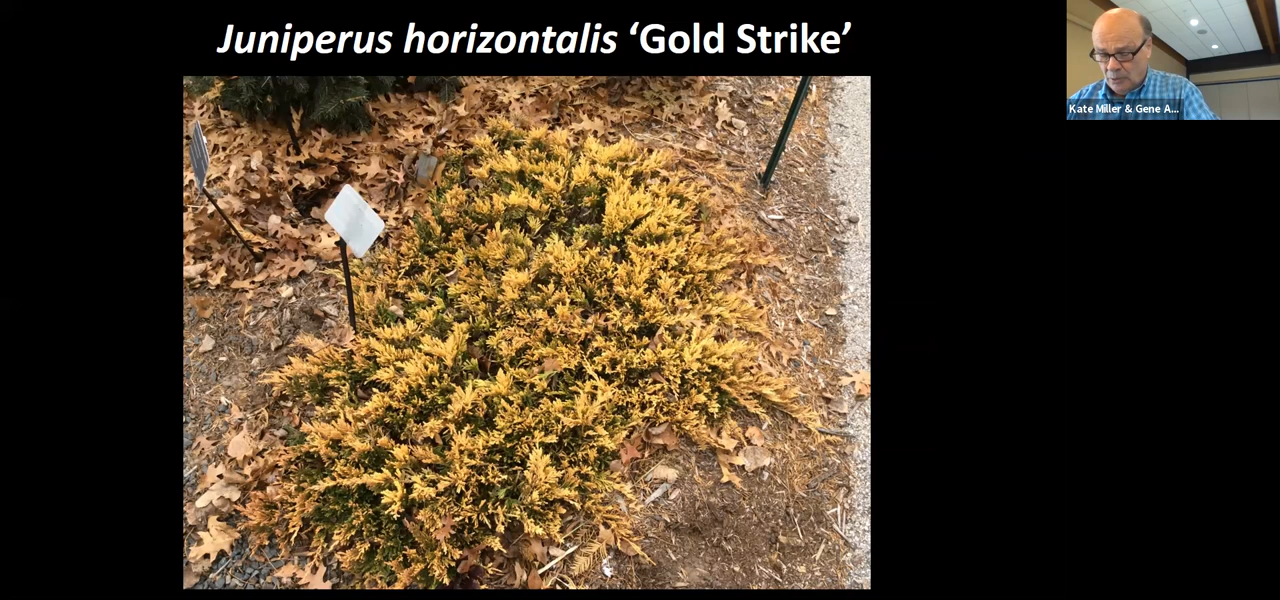 Juniperus horizontalis ‘Gold Strike’
Kate Miller & Gene A...